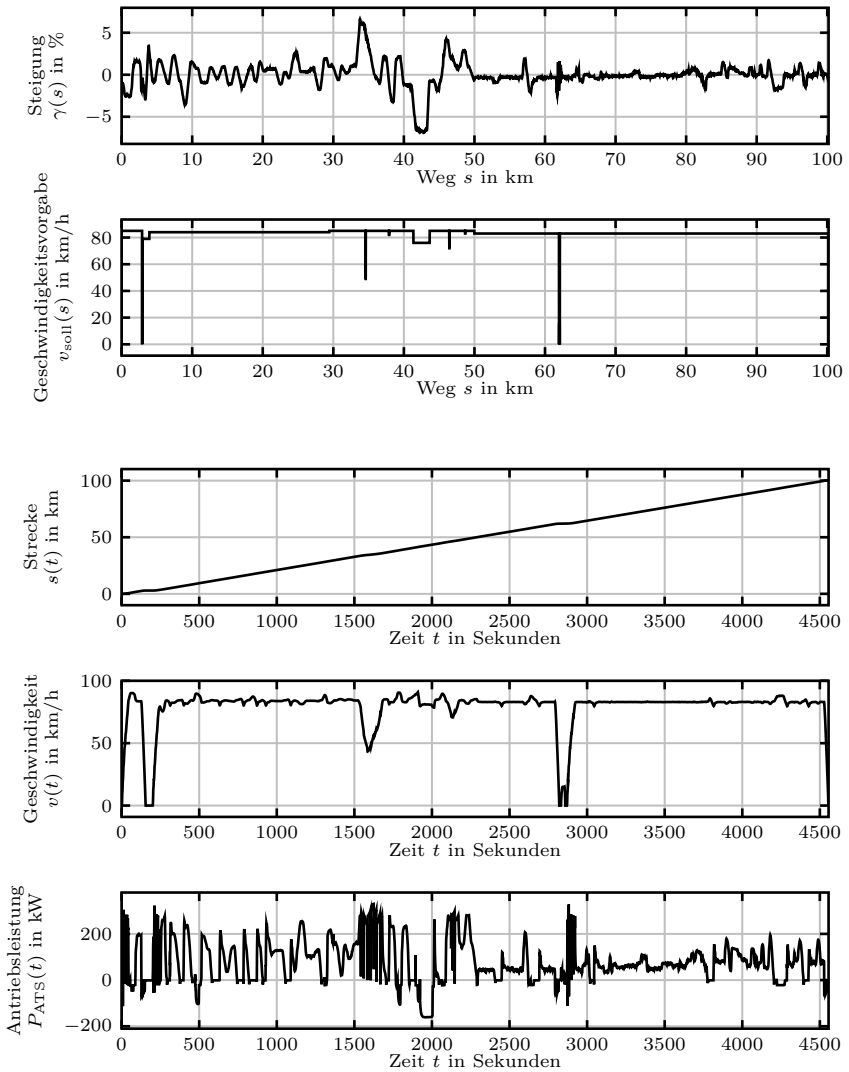 Steigung
γ(s) in %
5
0
−5
0 10 20 30 40 50 60 70 80 90 100
Weg s in km
Geschwindigkeitsvorgabe
vsoll(s) in km/h
80
60
40
20
0
0 10 20 30 40 50 60 70 80 90 100
Weg s in km
Strecke
s(t) in km
100
50
0
0 500 1000 1500 2000 2500 3000 3500 4000 4500
Zeit t in Sekunden
Geschwindigkeit
v(t) in km/h
100
50
0
0 500 1000 1500 2000 2500 3000 3500 4000 4500
Zeit t in Sekunden
Antriebsleistung
PATS(t) in kW
200
0
−200
0 500 1000 1500 2000 2500 3000 3500 4000 4500
Zeit t in Sekunden